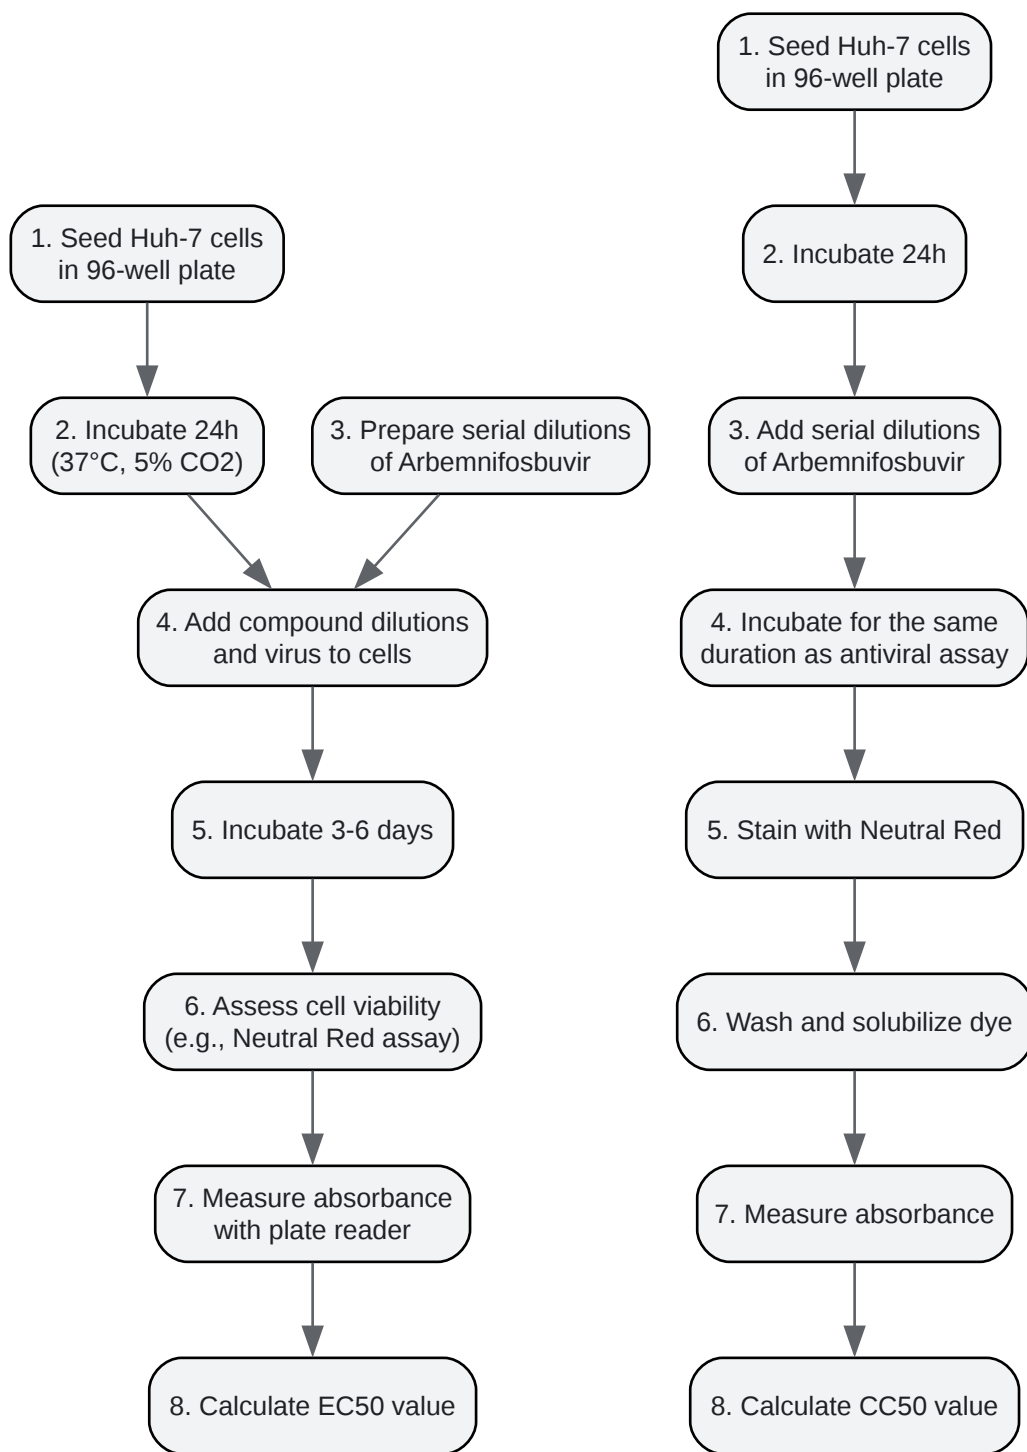 1. Seed Huh-7 cells
in 96-well plate
2. Incubate 24h
(37°C, 5% CO2)
3. Prepare serial dilutions
of Arbemnifosbuvir
4. Add compound dilutions
and virus to cells
5. Incubate 3-6 days
6. Assess cell viability
(e.g., Neutral Red assay)
7. Measure absorbance
with plate reader
8. Calculate EC50 value
1. Seed Huh-7 cells
in 96-well plate
2. Incubate 24h
3. Add serial dilutions
of Arbemnifosbuvir
4. Incubate for the same
duration as antiviral assay
5. Stain with Neutral Red
6. Wash and solubilize dye
7. Measure absorbance
8. Calculate CC50 value